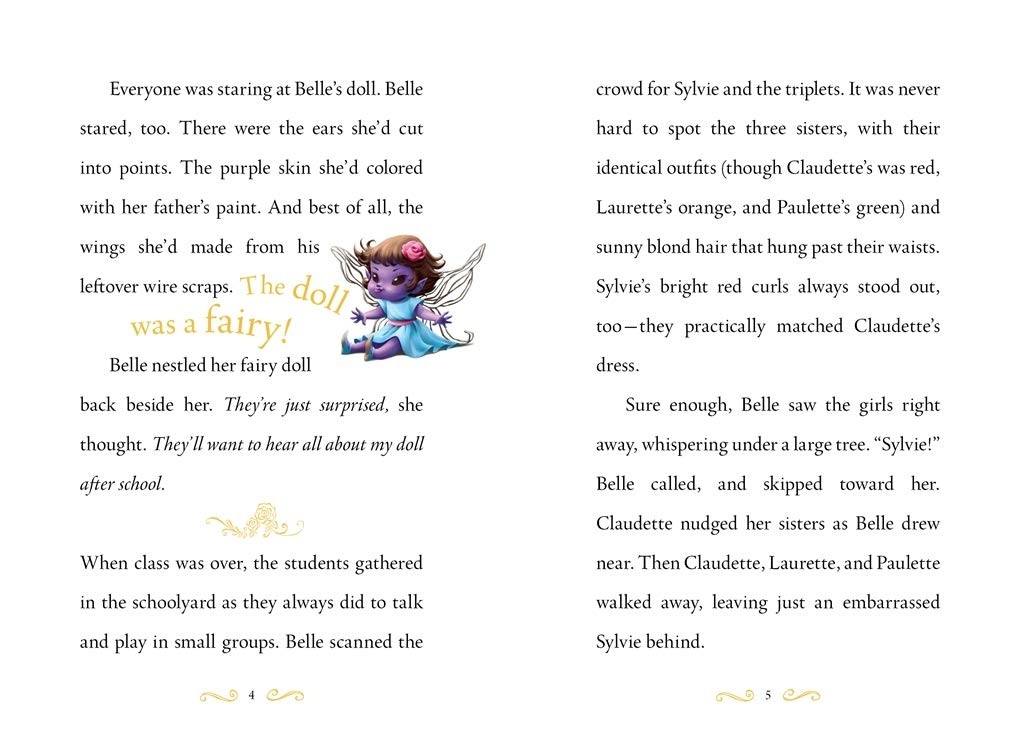 Everyone was staring at Belle’s doll. Belle
stared, too. There were the ears she’d cut
into points. The purple skin she’d colored
with her father’s paint. And best of all, the
wings she’d made from his
leftover wire scraps. The doll
was a fairy!
Belle nestled her fairy doll
back beside her. They’re just surprised, she
thought. They’ll want to hear all about my doll
after school.
When class was over, the students gathered
in the schoolyard as they always did to talk
and play in small groups. Belle scanned the
4
crowd for Sylvie and the triplets. It was never
hard to spot the three sisters, with their
identical outfits (though Claudette’s was red,
Laurette’s orange, and Paulette’s green) and
sunny blond hair that hung past their waists.
Sylvie’s bright red curls always stood out,
too—they practically matched Claudette’s
dress.
Sure enough, Belle saw the girls right
away, whispering under a large tree. “Sylvie!”
Belle called, and skipped toward her.
Claudette nudged her sisters as Belle drew
near. Then Claudette, Laurette, and Paulette
walked away, leaving just an embarrassed
Sylvie behind.
5